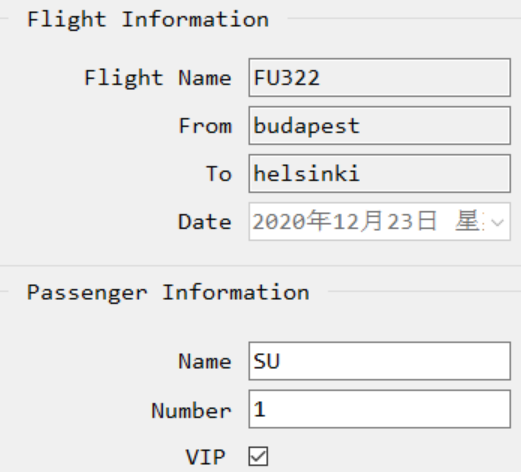 Flight Information
Flight Name FU322
From budapest
To helsinki
Date 2020年12月23日 星
Passenger Information
Name SU
Number 1
VIP